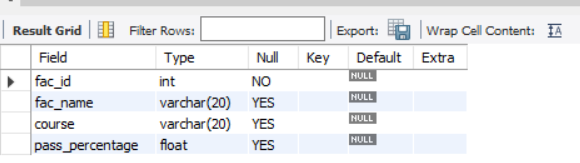 Result Grid Filter Rows: Export: Wrap Cell Content: IA
Field Type Null Key Default Extra
fac_id int NO NULL
fac_name varchar(20) YES NULL
course varchar(20) YES NULL
pass_percentage float YES NULL